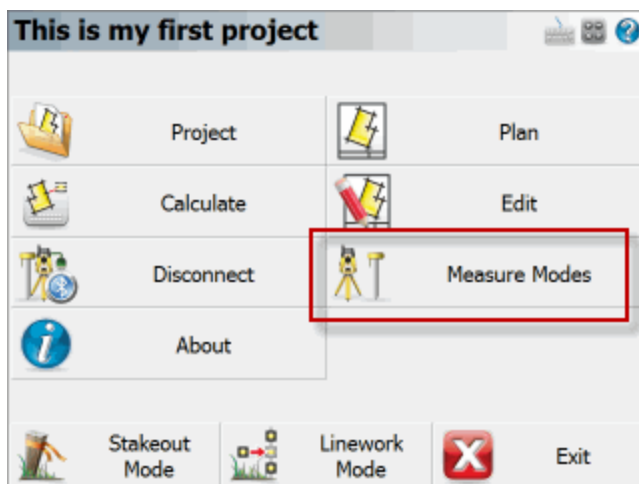 This is my first project
Project
Plan
Calculate
Edit
Disconnect
Measure Modes
About
Stakeout
Mode
Linework
Mode
Exit